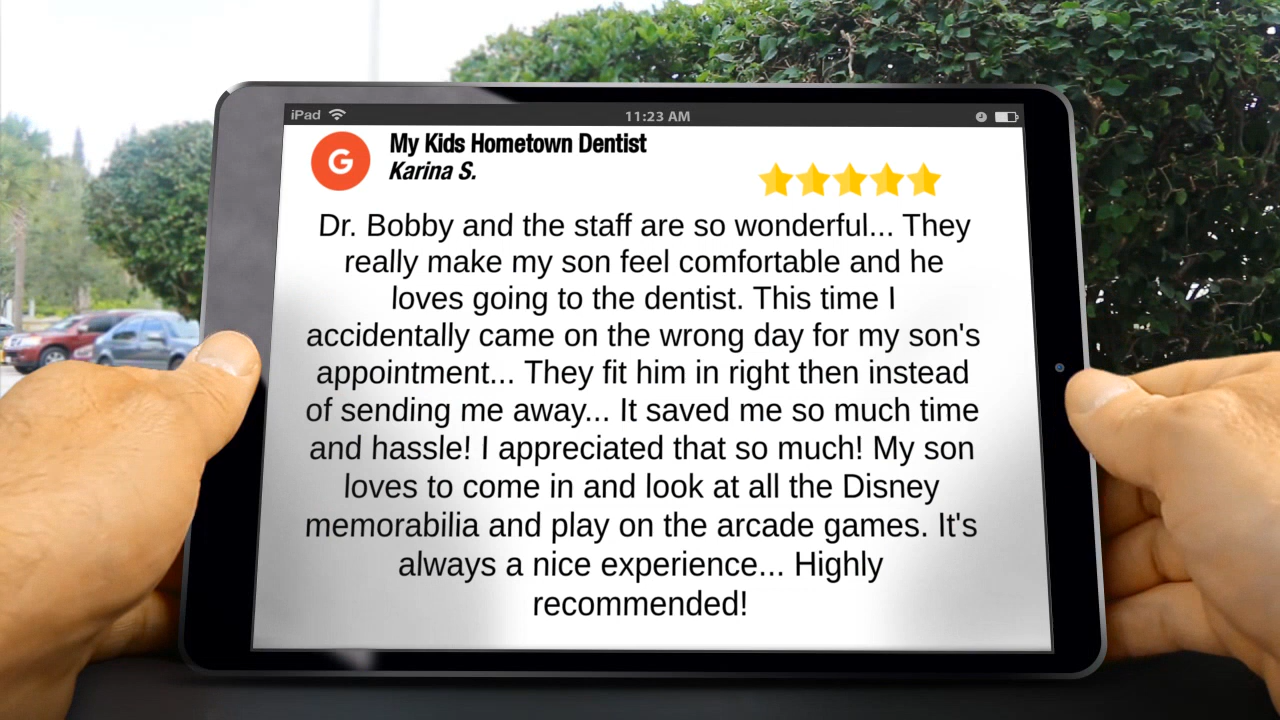 iPad 11:23 AM
G
My Kids Hometown Dentist
Karina S.
Dr. Bobby and the staff are so wonderful... They
really make my son feel comfortable and he
loves going to the dentist. This time I
accidentally came on the wrong day for my son's
appointment... They fit him in right then instead
of sending me away... It saved me so much time
and hassle! I appreciated that so much! My son
loves to come in and look at all the Disney
memorabilia and play on the arcade games. It's
always a nice experience... Highly
recommended!